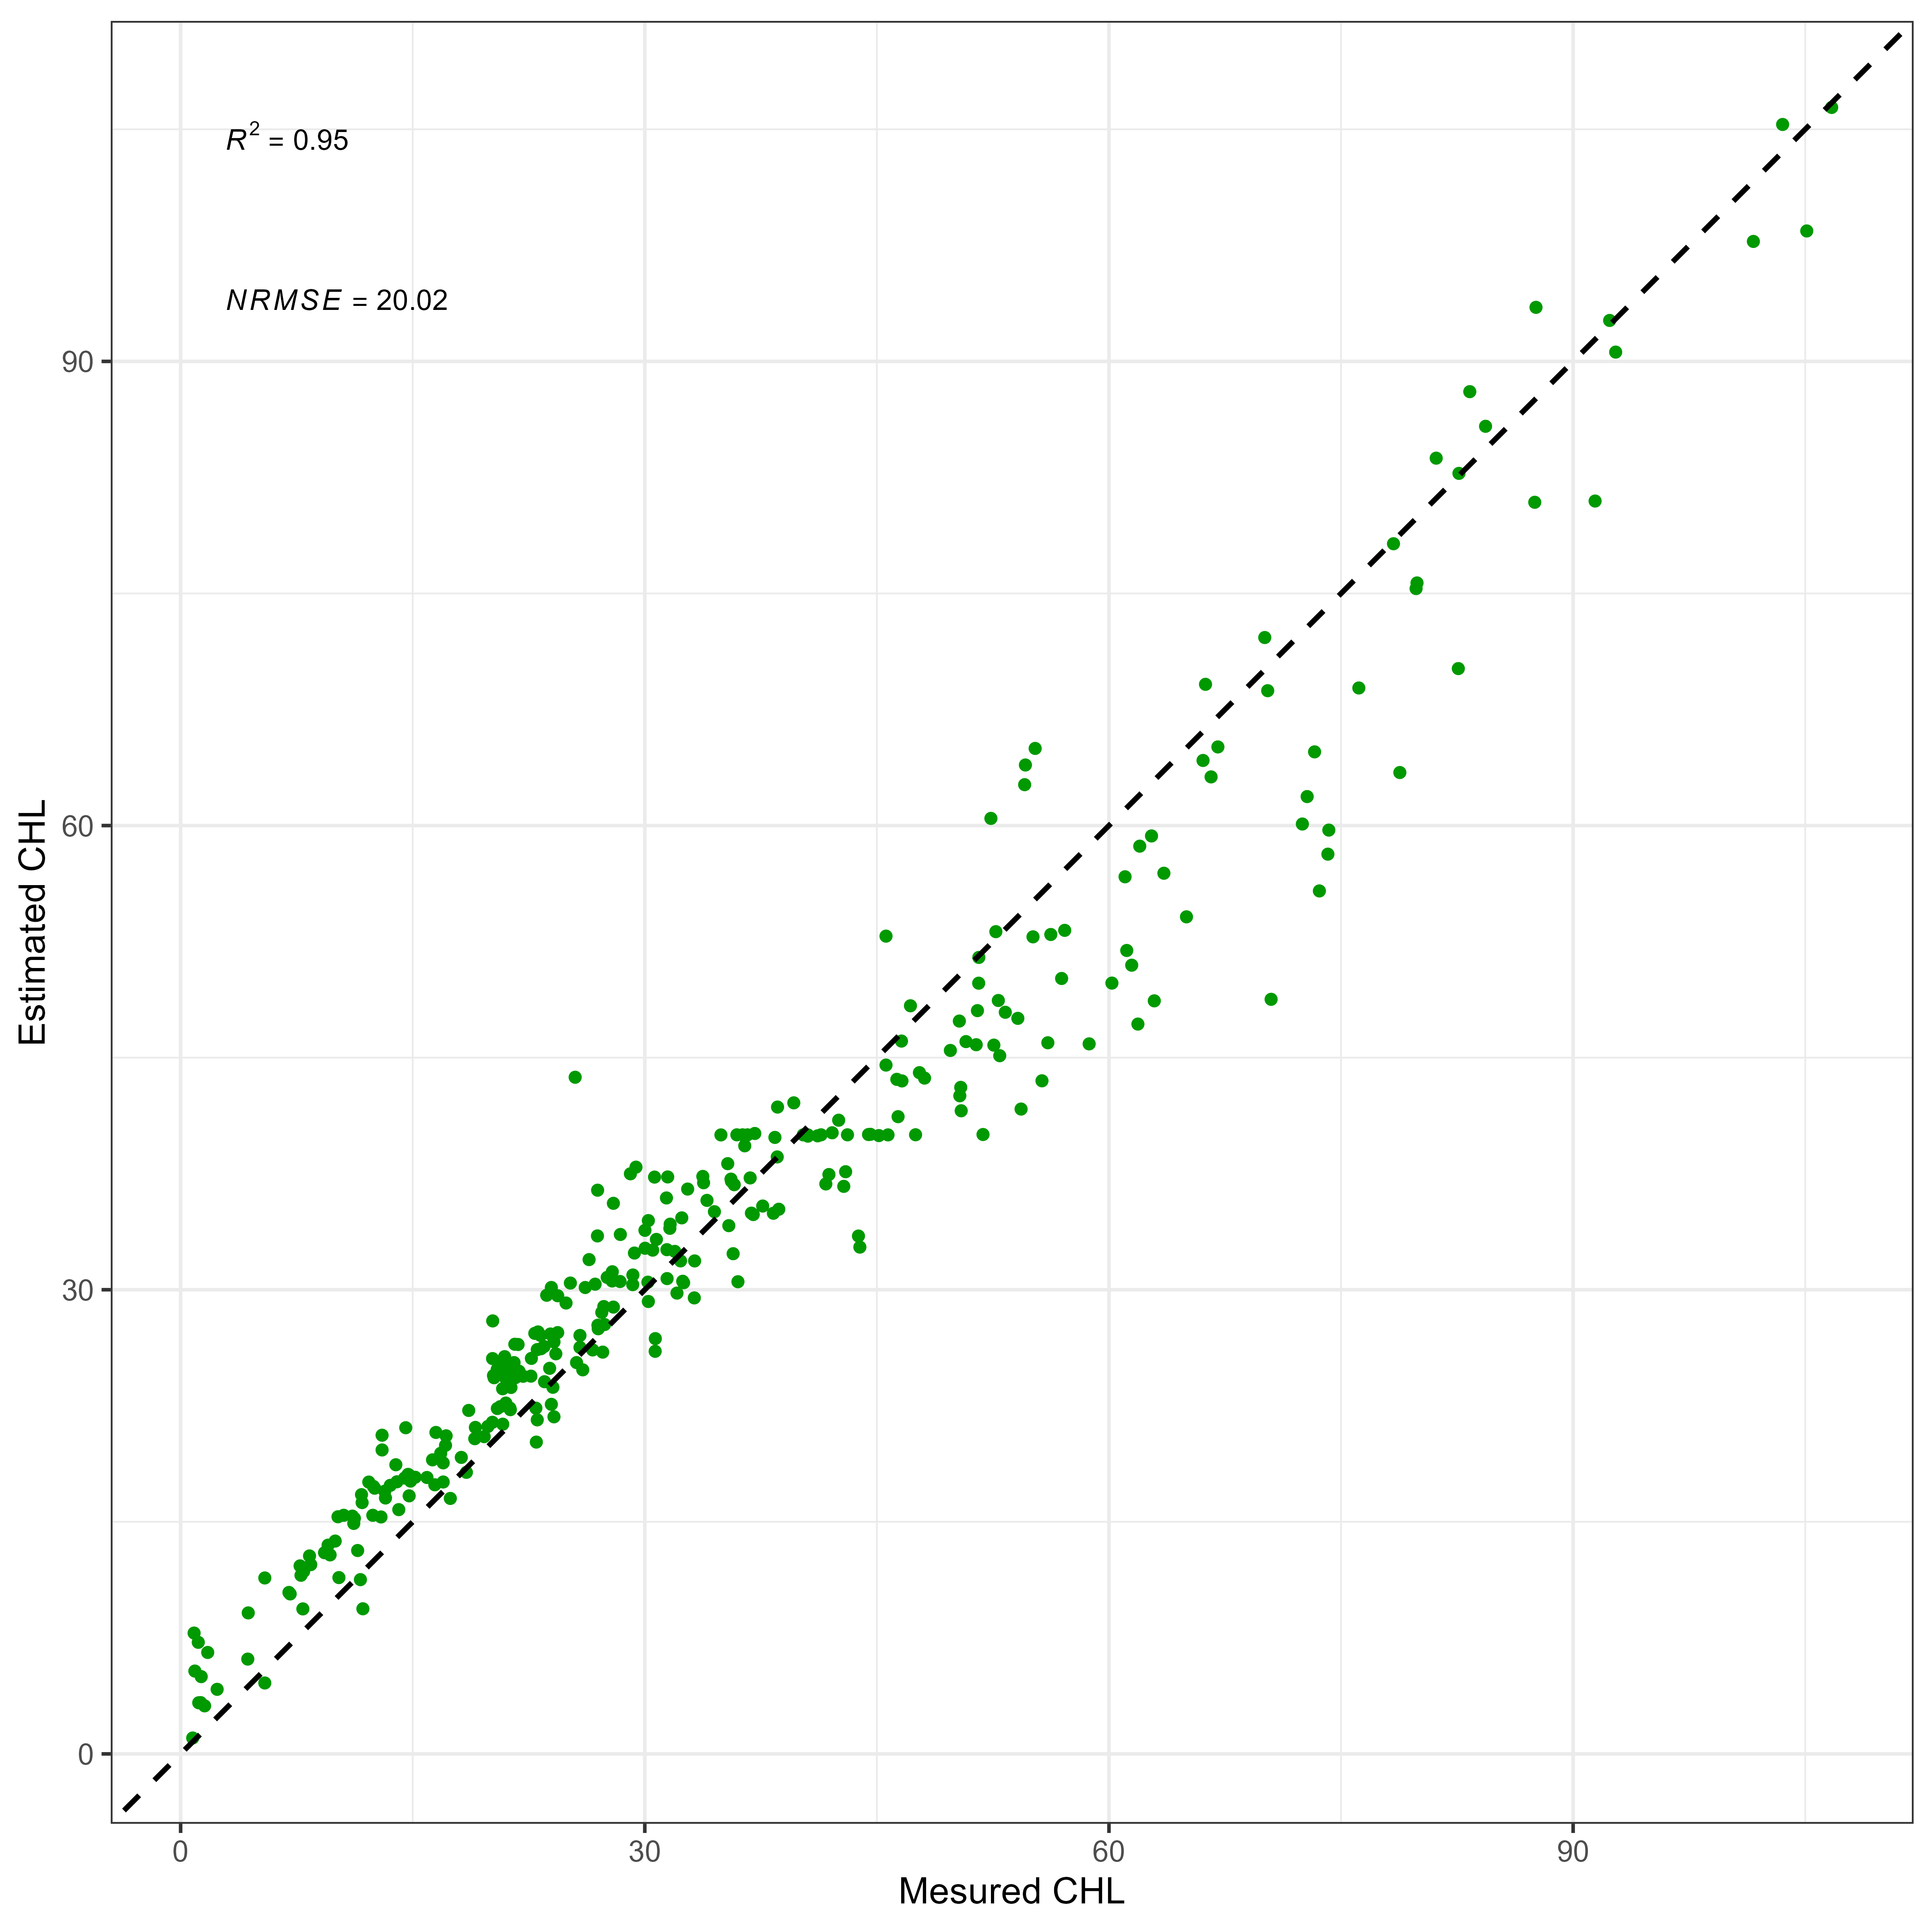 R² = 0.95
NRMSE = 20.02
90
60
30
0
Estimated CHL
0 30 60 90
Mesured CHL